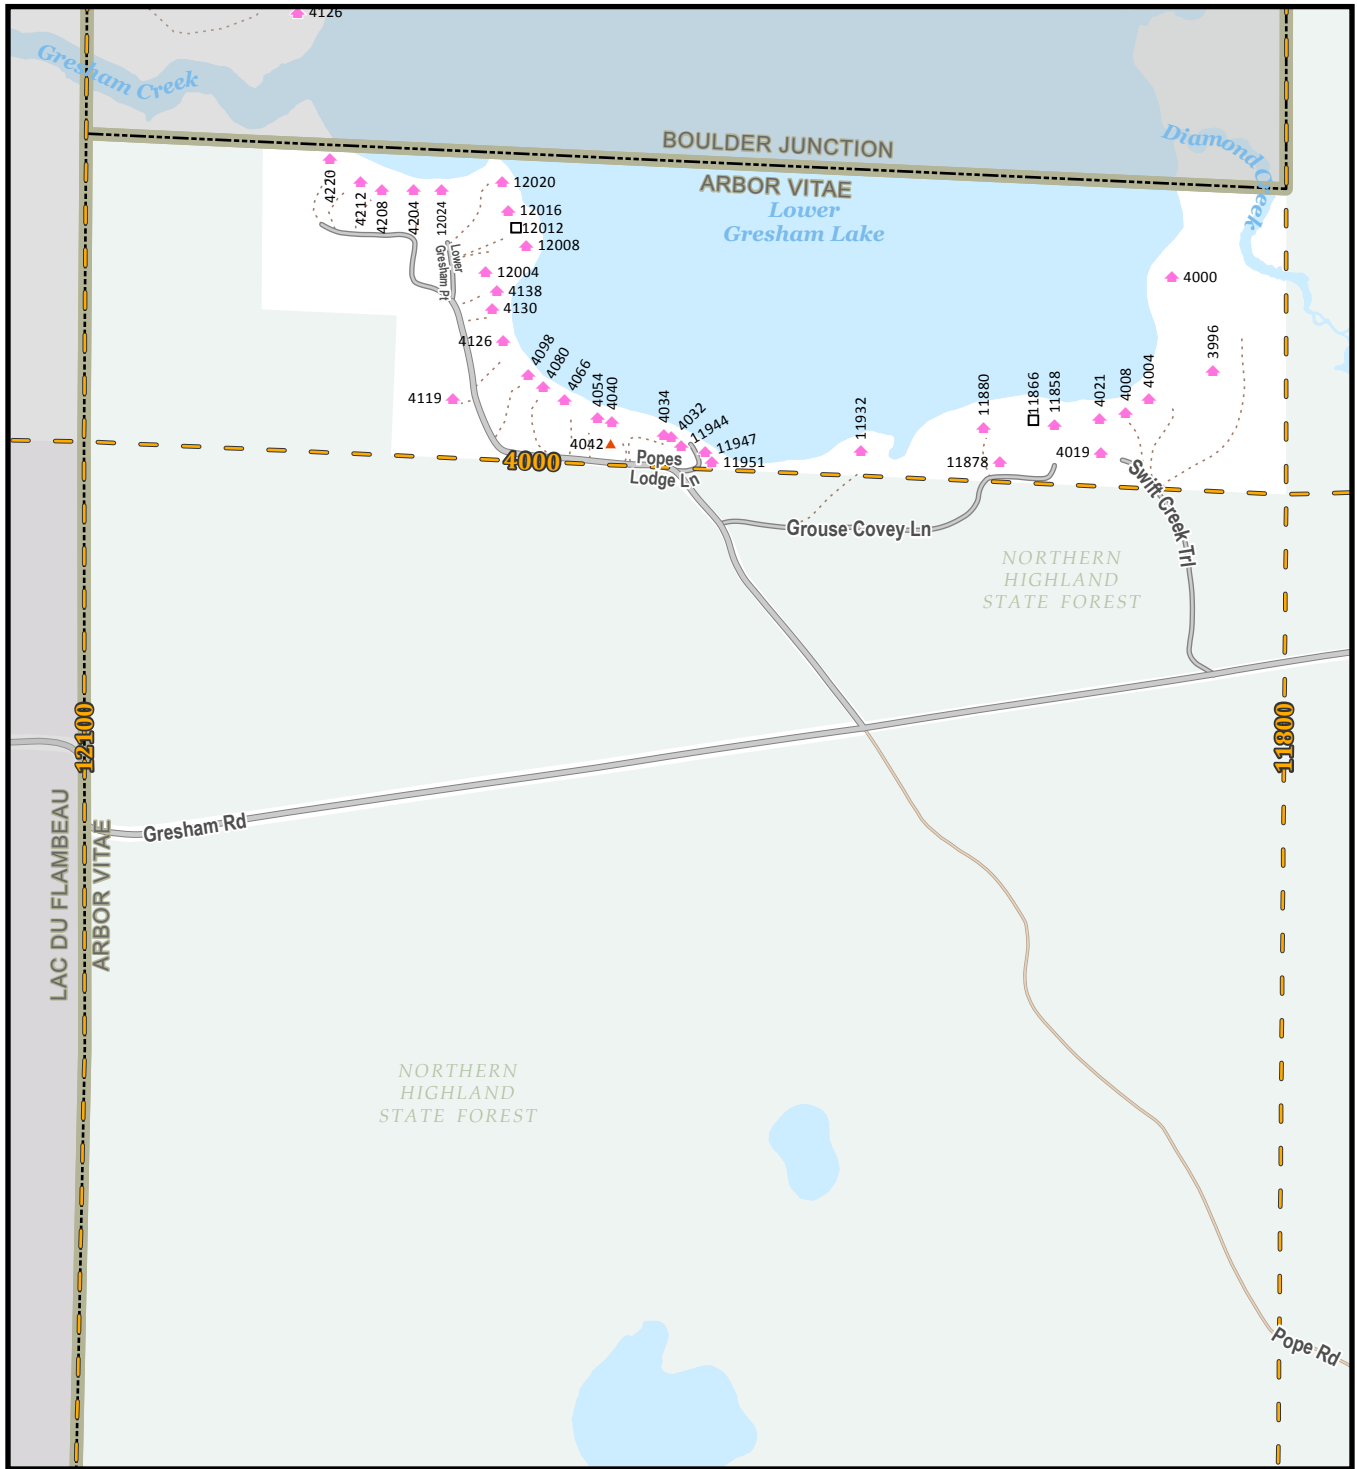 4126
Gresham Creek
BOULDER JUNCTION
Diamond Creek
ARBOR VITAE
Lower
Gresham Lake
4220
4212
4208
4204
12024
12020
12016
12012
12008
Lower
Gresham Pt
12004
4138
4130
4126
4000
3996
4098
4080
4066
4054
4040
4119
4034
4032
11944
11947
11951
4042
11932
11880
11866
11858
4021
4008
4004
11878
4019
4000
Popes
Lodge Ln
Swift Creek Trl
Grouse Covey Ln
NORTHERN
HIGHLAND
STATE FOREST
12100
11800
Gresham Rd
LAC DU FLAMBEAU
ARBOR VITAE
NORTHERN
HIGHLAND
STATE FOREST
Pope Rd